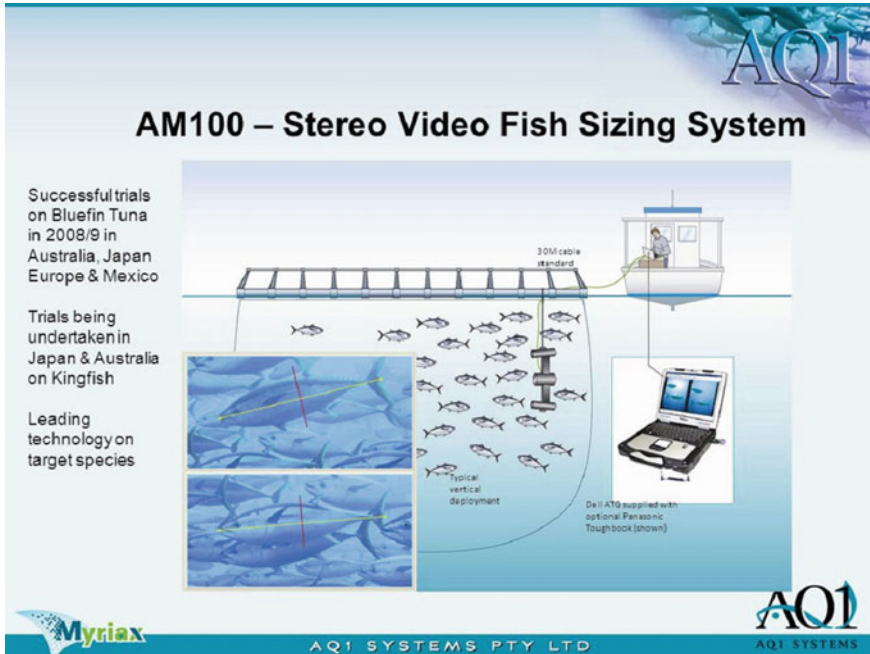 AQ1
AM100 – Stereo Video Fish Sizing System
Successful trials
on Bluefin Tuna
in 2008/9 in
Australia, Japan
Europe & Mexico
Trials being
undertaken in
Japan & Australia
on Kingfish
Leading
technology on
target species
30M cable
standard
Typical
vertical
deployment
Dell ATG supplied with
optional Panasonic
Toughbook (shown)
Myriax
AQ1 SYSTEMS PTY LTD
AQ1
AQ1 SYSTEMS